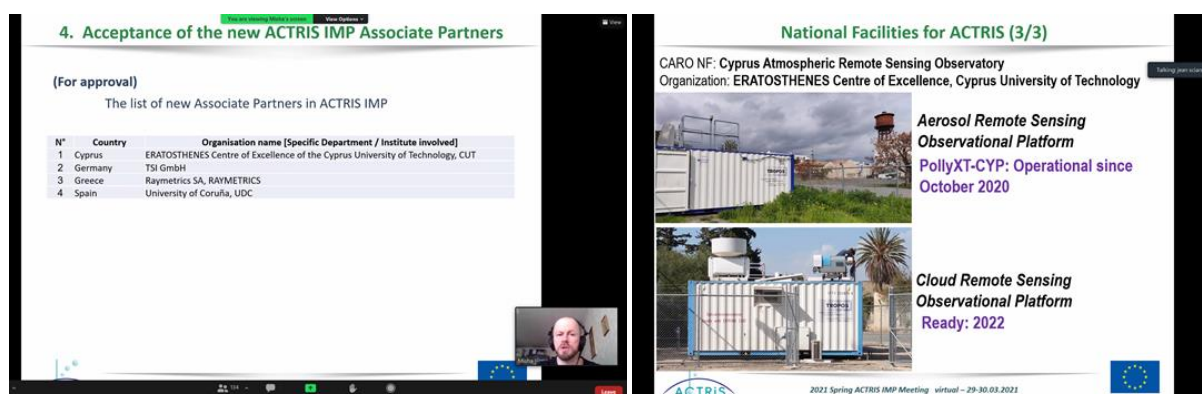 You are viewing Misha's screen
View Options
View
4. Acceptance of the new ACTRIS IMP Associate Partners
(For approval)
The list of new Associate Partners in ACTRIS IMP
N° Country Organisation name [Specific Department / Institute involved]
1 Cyprus ERATOSTHENES Centre of Excellence of the Cyprus University of Technology, CUT
2 Germany TSI GmbH
3 Greece Raymetrics SA, RAYMETRICS
4 Spain University of Coruña, UDC
Leave
National Facilities for ACTRIS (3/3)
CARO NF: Cyprus Atmospheric Remote Sensing Observatory
Organization: ERATOSTHENES Centre of Excellence, Cyprus University of Technology
Aerosol Remote Sensing
Observational Platform
PollyXT-CYP: Operational since
October 2020
TROPOS
Cloud Remote Sensing
Observational Platform
Ready: 2022
TROPOS
ACTRIS
2021 Spring ACTRIS IMP Meeting virtual – 29-30.03.2021